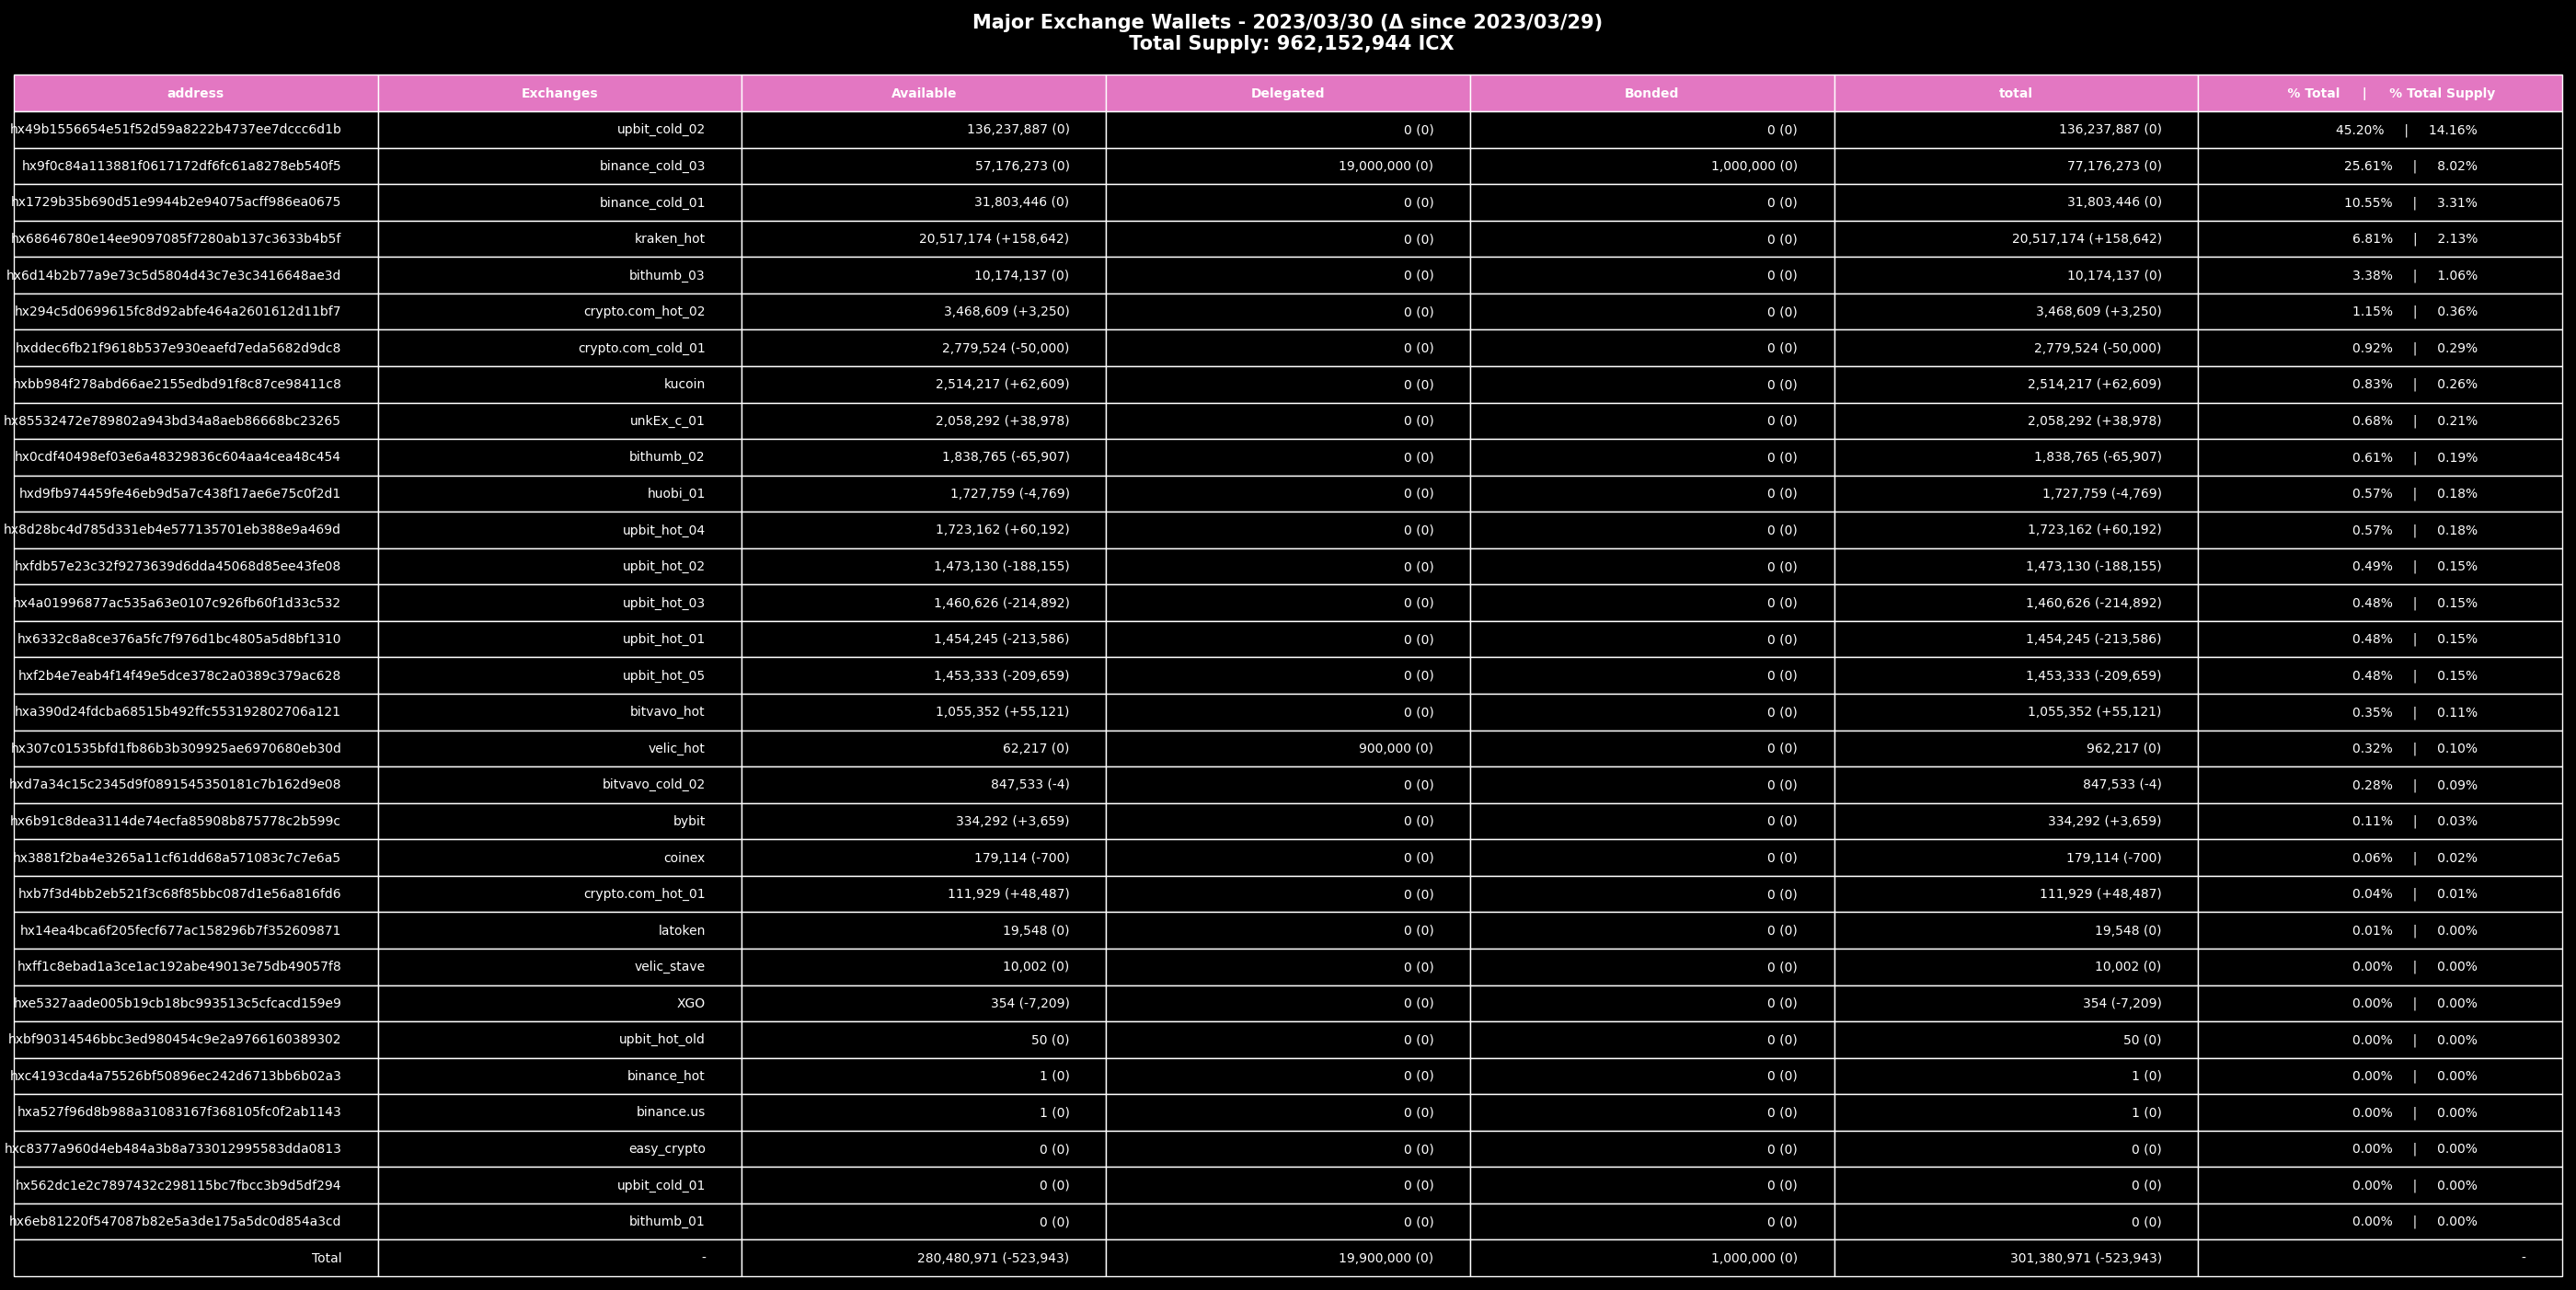 Major Exchange Wallets - 2023/03/30 (Δ since 2023/03/29)
Total Supply: 962,152,944 ICX
address Exchanges Available Delegated Bonded total % Total | % Total Supply
hx49b1556654e51f52d59a8222b4737ee7dccc6d1b upbit_cold_02 136,237,887 (0) 0 (0) 0 (0) 136,237,887 (0) 45.20% | 14.16%
hx9f0c84a113881f0617172df6fc61a8278eb540f5 binance_cold_03 57,176,273 (0) 19,000,000 (0) 1,000,000 (0) 77,176,273 (0) 25.61% | 8.02%
hx1729b35b690d51e9944b2e94075acff986ea0675 binance_cold_01 31,803,446 (0) 0 (0) 0 (0) 31,803,446 (0) 10.55% | 3.31%
hx68646780e14ee9097085f7280ab137c3633b4b5f kraken_hot 20,517,174 (+158,642) 0 (0) 0 (0) 20,517,174 (+158,642) 6.81% | 2.13%
hx6d14b2b77a9e73c5d5804d43c7e3c3416648ae3d bithumb_03 10,174,137 (0) 0 (0) 0 (0) 10,174,137 (0) 3.38% | 1.06%
hx294c5d0699615fc8d92abfe464a2601612d11bf7 crypto.com_hot_02 3,468,609 (+3,250) 0 (0) 0 (0) 3,468,609 (+3,250) 1.15% | 0.36%
hxddec6fb21f9618b537e930eaefd7eda5682d9dc8 crypto.com_cold_01 2,779,524 (-50,000) 0 (0) 0 (0) 2,779,524 (-50,000) 0.92% | 0.29%
hxbb984f278abd66ae2155edbd91f8c87ce98411c8 kucoin 2,514,217 (+62,609) 0 (0) 0 (0) 2,514,217 (+62,609) 0.83% | 0.26%
hx85532472e789802a943bd34a8aeb86668bc23265 unkEx_c_01 2,058,292 (+38,978) 0 (0) 0 (0) 2,058,292 (+38,978) 0.68% | 0.21%
hx0cdf40498ef03e6a48329836c604aa4cea48c454 bithumb_02 1,838,765 (-65,907) 0 (0) 0 (0) 1,838,765 (-65,907) 0.61% | 0.19%
hxd9fb974459fe46eb9d5a7c438f17ae6e75c0f2d1 huobi_01 1,727,759 (-4,769) 0 (0) 0 (0) 1,727,759 (-4,769) 0.57% | 0.18%
hx8d28bc4d785d331eb4e577135701eb388e9a469d upbit_hot_04 1,723,162 (+60,192) 0 (0) 0 (0) 1,723,162 (+60,192) 0.57% | 0.18%
hxfdb57e23c32f9273639d6dda45068d85ee43fe08 upbit_hot_02 1,473,130 (-188,155) 0 (0) 0 (0) 1,473,130 (-188,155) 0.49% | 0.15%
hx4a01996877ac535a63e0107c926fb60f1d33c532 upbit_hot_03 1,460,626 (-214,892) 0 (0) 0 (0) 1,460,626 (-214,892) 0.48% | 0.15%
hx6332c8a8ce376a5fc7f976d1bc4805a5d8bf1310 upbit_hot_01 1,454,245 (-213,586) 0 (0) 0 (0) 1,454,245 (-213,586) 0.48% | 0.15%
hxf2b4e7eab4f14f49e5dce378c2a0389c379ac628 upbit_hot_05 1,453,333 (-209,659) 0 (0) 0 (0) 1,453,333 (-209,659) 0.48% | 0.15%
hxa390d24fdcba68515b492ffc553192802706a121 bitvavo_hot 1,055,352 (+55,121) 0 (0) 0 (0) 1,055,352 (+55,121) 0.35% | 0.11%
hx307c01535bfd1fb86b3b309925ae6970680eb30d velic_hot 62,217 (0) 900,000 (0) 0 (0) 962,217 (0) 0.32% | 0.10%
hxd7a34c15c2345d9f0891545350181c7b162d9e08 bitvavo_cold_02 847,533 (-4) 0 (0) 0 (0) 847,533 (-4) 0.28% | 0.09%
hx6b91c8dea3114de74ecfa85908b875778c2b599c bybit 334,292 (+3,659) 0 (0) 0 (0) 334,292 (+3,659) 0.11% | 0.03%
hx3881f2ba4e3265a11cf61dd68a571083c7c7e6a5 coinex 179,114 (-700) 0 (0) 0 (0) 179,114 (-700) 0.06% | 0.02%
hxb7f3d4bb2eb521f3c68f85bbc087d1e56a816fd6 crypto.com_hot_01 111,929 (+48,487) 0 (0) 0 (0) 111,929 (+48,487) 0.04% | 0.01%
hx14ea4bca6f205fecf677ac158296b7f352609871 latoken 19,548 (0) 0 (0) 0 (0) 19,548 (0) 0.01% | 0.00%
hxff1c8ebad1a3ce1ac192abe49013e75db49057f8 velic_stave 10,002 (0) 0 (0) 0 (0) 10,002 (0) 0.00% | 0.00%
hxe5327aade005b19cb18bc993513c5cfcacd159e9 XGO 354 (-7,209) 0 (0) 0 (0) 354 (-7,209) 0.00% | 0.00%
hxbf90314546bbc3ed980454c9e2a9766160389302 upbit_hot_old 50 (0) 0 (0) 0 (0) 50 (0) 0.00% | 0.00%
hxc4193cda4a75526bf50896ec242d6713bb6b02a3 binance_hot 1 (0) 0 (0) 0 (0) 1 (0) 0.00% | 0.00%
hxa527f96d8b988a31083167f368105fc0f2ab1143 binance.us 1 (0) 0 (0) 0 (0) 1 (0) 0.00% | 0.00%
hxc8377a960d4eb484a3b8a733012995583dda0813 easy_crypto 0 (0) 0 (0) 0 (0) 0 (0) 0.00% | 0.00%
hx562dc1e2c7897432c298115bc7fbcc3b9d5df294 upbit_cold_01 0 (0) 0 (0) 0 (0) 0 (0) 0.00% | 0.00%
hx6eb81220f547087b82e5a3de175a5dc0d854a3cd bithumb_01 0 (0) 0 (0) 0 (0) 0 (0) 0.00% | 0.00%
Total - 280,480,971 (-523,943) 19,900,000 (0) 1,000,000 (0) 301,380,971 (-523,943) -